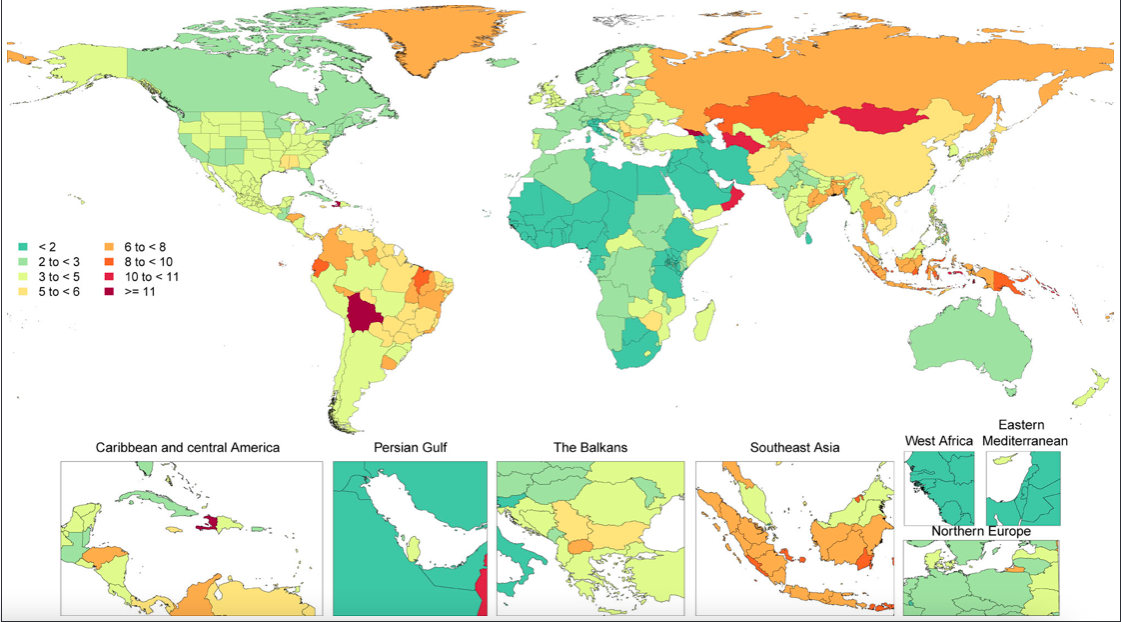 < 2
2 to < 3
3 to < 5
5 to < 6
6 to < 8
8 to < 10
10 to < 11
>= 11
Caribbean and central America
Persian Gulf
The Balkans
Southeast Asia
West Africa
Eastern
Mediterranean
Northern Europe